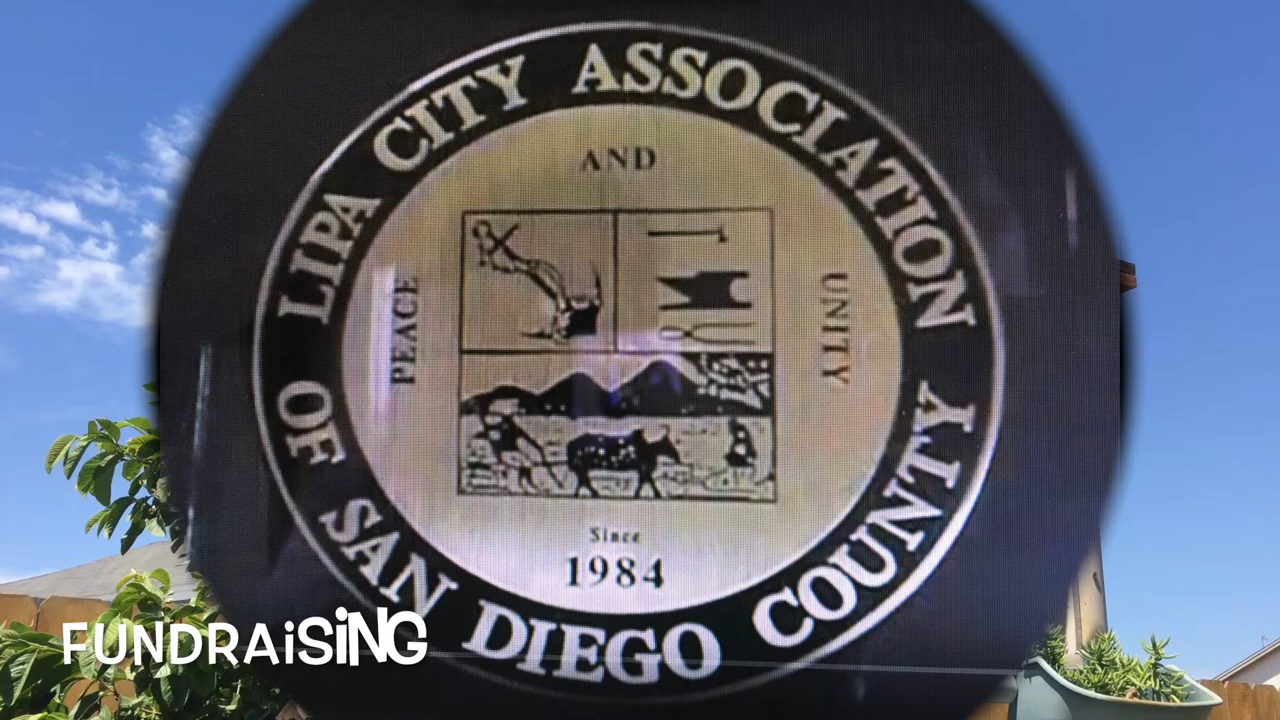 LIPA CITY ASSOCIATION
OF SAN DIEGO COUNTY
AND
PEACE
UNITY
Since
1984
FUNDRAiSiNG